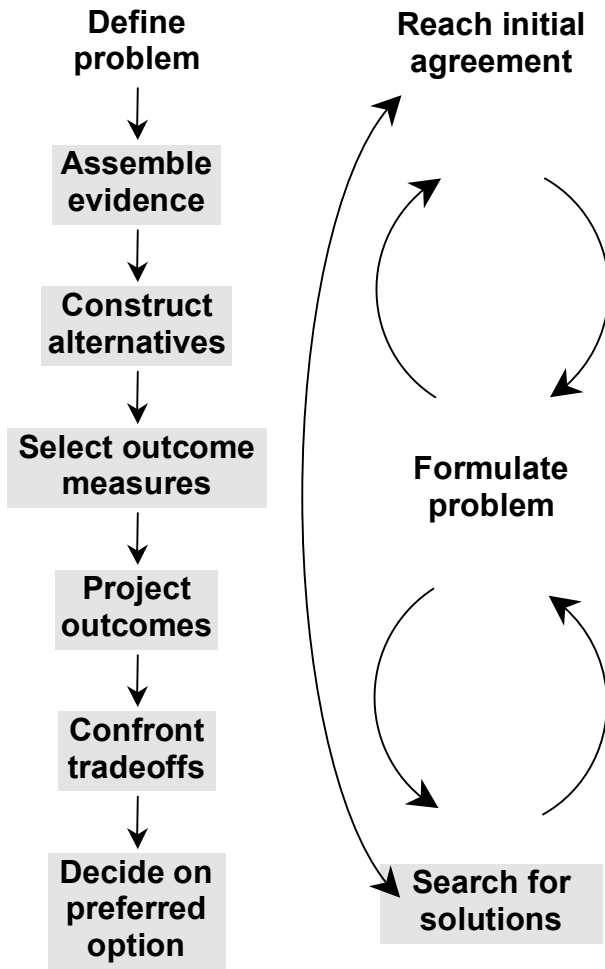 Define
problem
Assemble
evidence
Construct
alternatives
Select outcome
measures
Project
outcomes
Confront
tradeoffs
Decide on
preferred
option
Reach initial
agreement
Formulate
problem
Search for
solutions